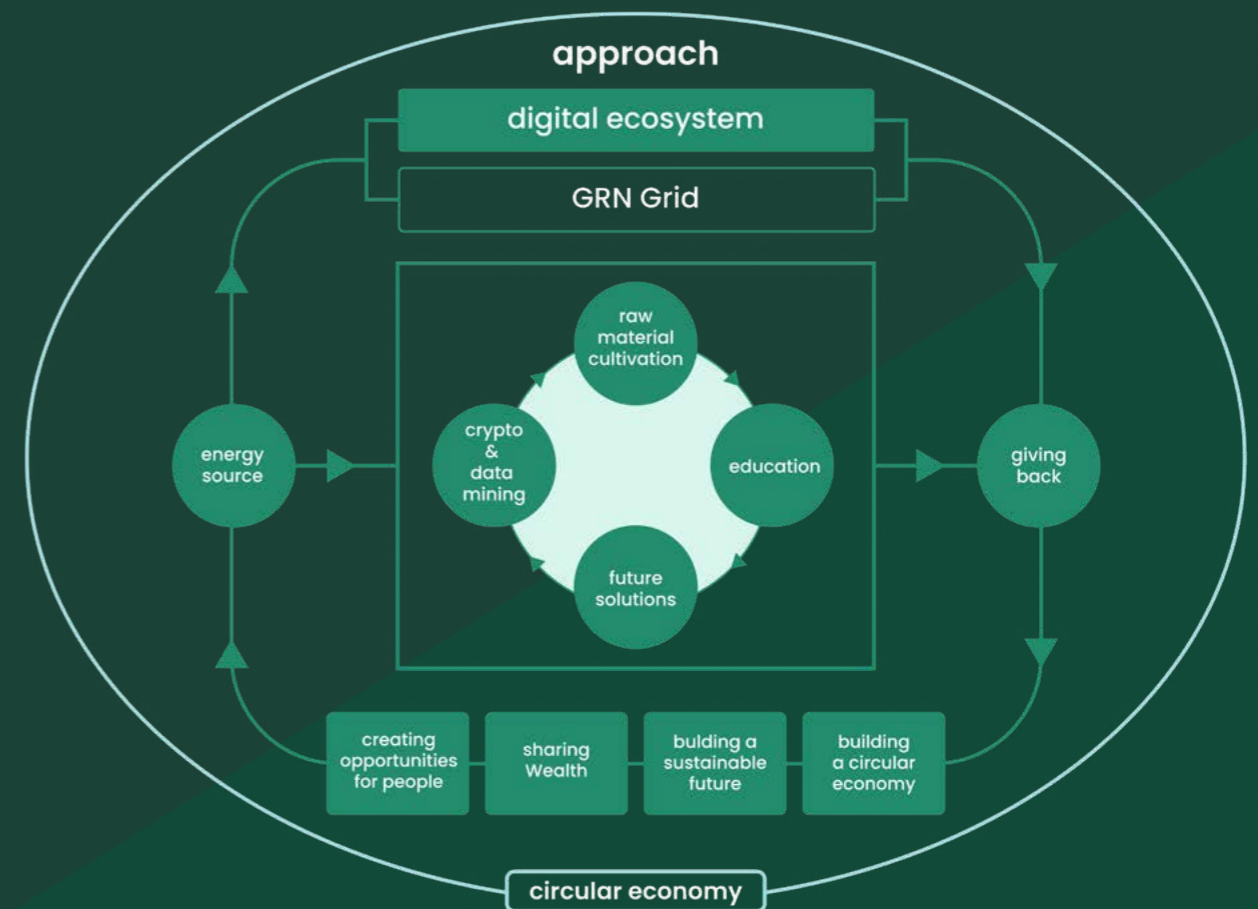 approach
digital ecosystem
GRN Grid
raw
material
cultivation
energy
source
crypto
&
data
mining
education
giving
back
future
solutions
creating
opportunities
for people
sharing
Wealth
bulding a
sustainable
future
building
a circular
economy
circular economy